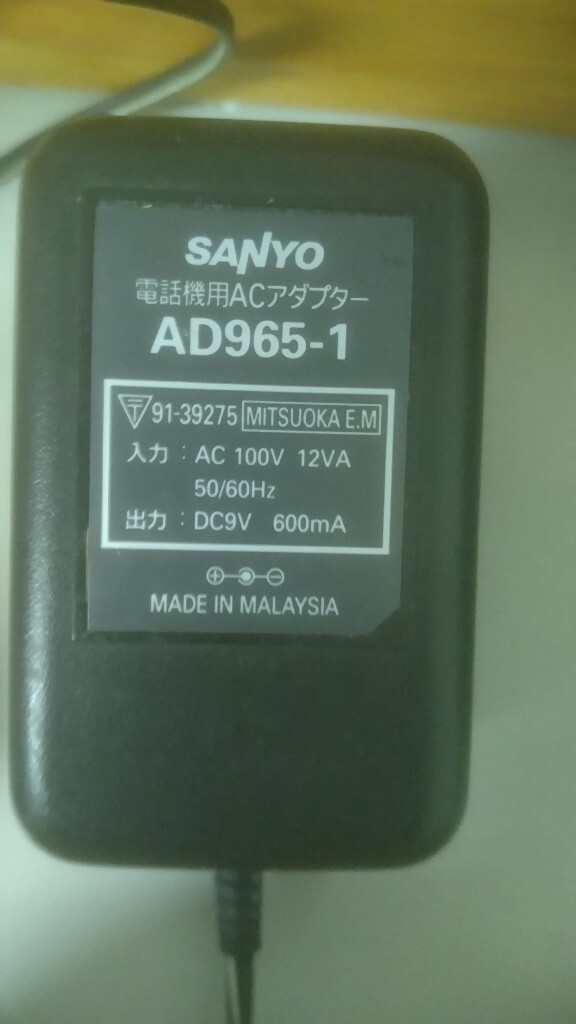 SANYO
電話機用ACアダプター
AD965-1
〒 91-39275 MITSUOKA E.M
入力 : AC 100V 12VA
50/60Hz
出力 : DC9V 600mA
MADE IN MALAYSIA